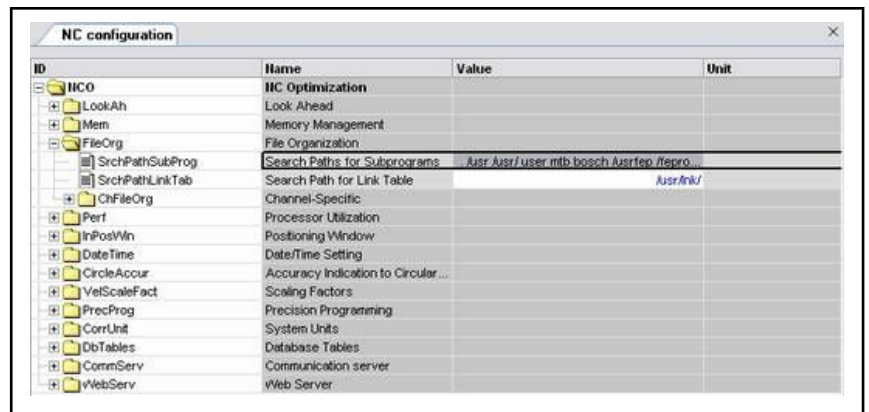 NC configuration
ID Name Value Unit
NCO NC Optimization
LookAh Look Ahead
Mem Memory Management
FileOrg File Organization
SrchPathSubProg Search Paths for Subprograms . /usr /usr/ user mtb bosch /usrfep /fepro...
SrchPathLinkTab Search Path for Link Table /usr/lnk/
ChFileOrg Channel-Specific
Perf Processor Utilization
InPosWin Positioning Window
DateTime Date/Time Setting
CircleAccur Accuracy Indication to Circular...
VelScaleFact Scaling Factors
PrecProg Precision Programming
CorrUnit System Units
DbTables Database Tables
CommServ Communication server
WebServ Web Server